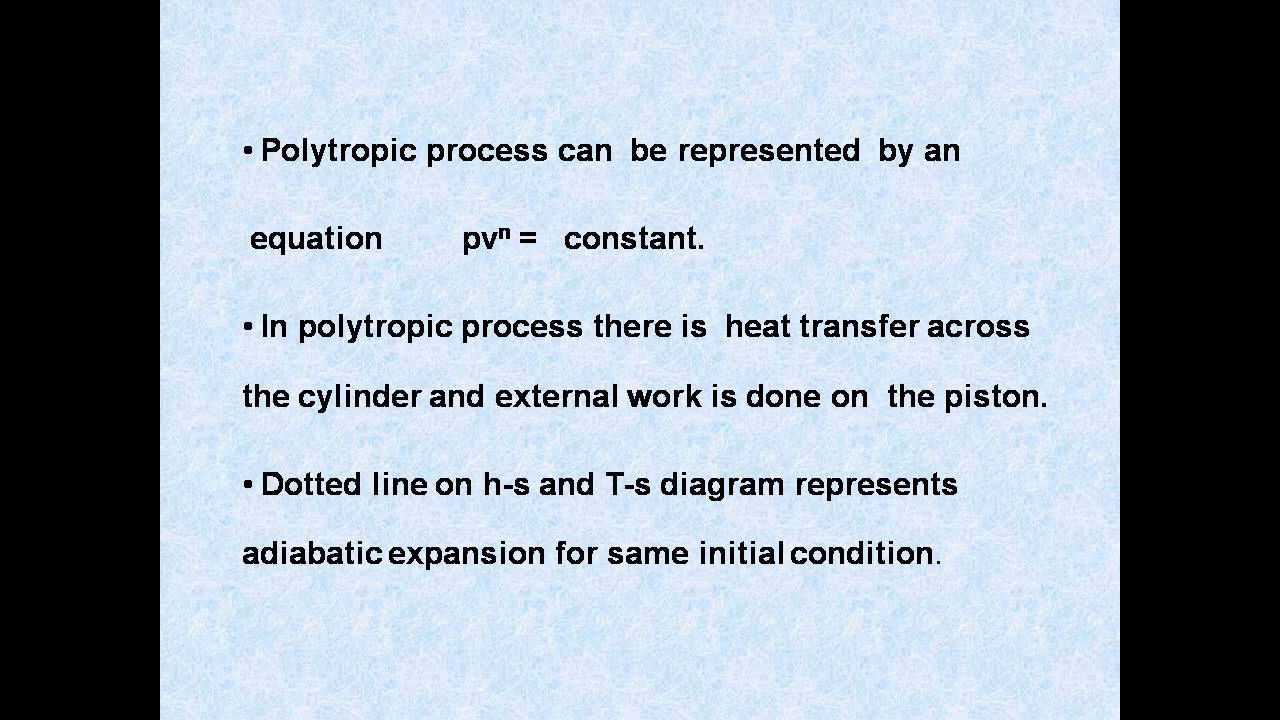 • Polytropic process can be represented by an
equation pvⁿ = constant.
• In polytropic process there is heat transfer across
the cylinder and external work is done on the piston.
• Dotted line on h-s and T-s diagram represents
adiabatic expansion for same initial condition.